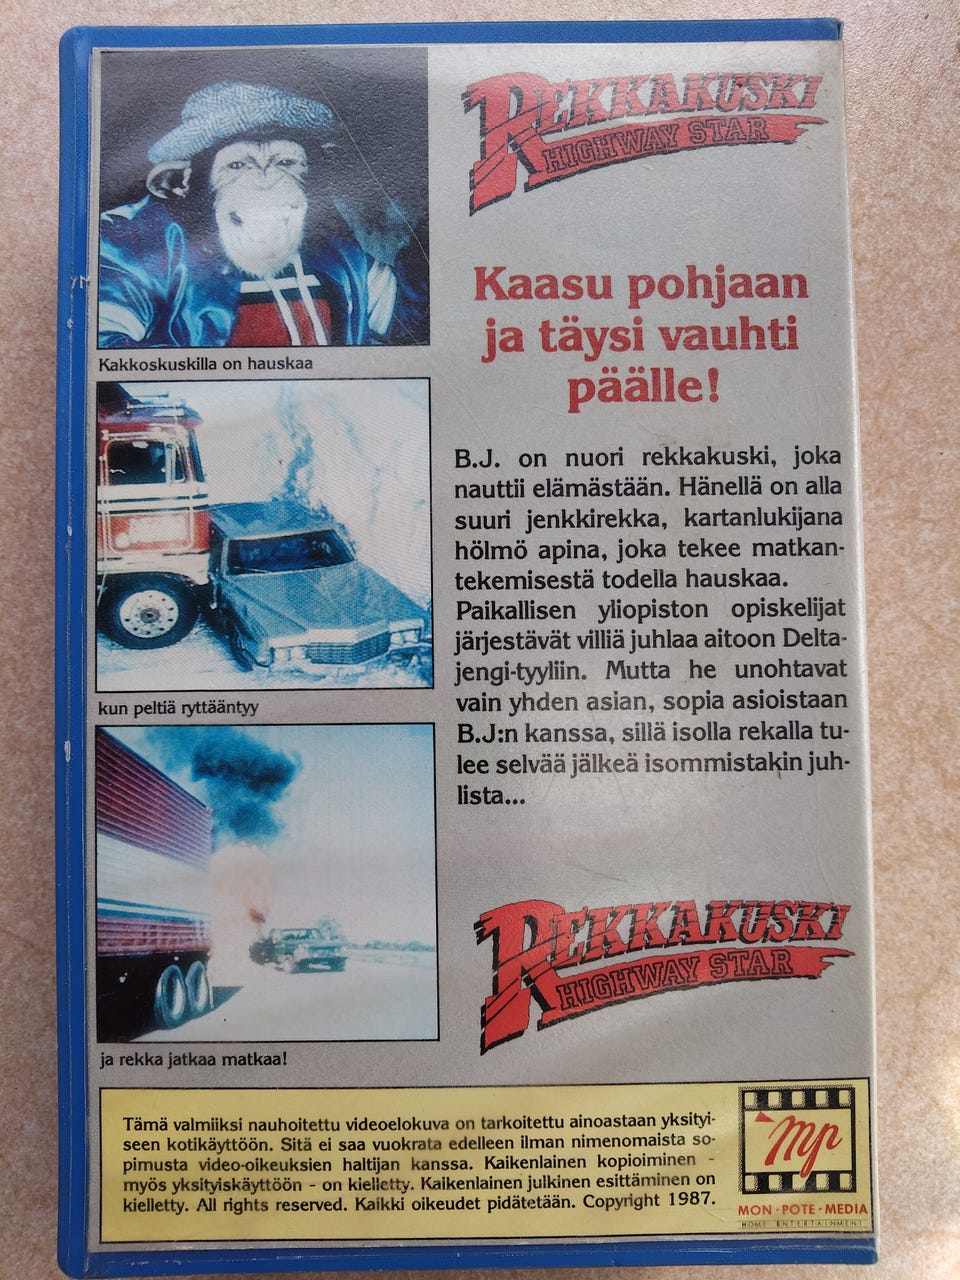 REKKAKUSKI
HIGHWAY STAR
Kaasu pohjaan
ja täysi vauhti
päälle!
Kakkoskuskilla on hauskaa
B.J. on nuori rekkakuski, joka
nauttii elämästään. Hänellä on alla
suuri jenkkirekka, kartanlukijana
hölmö apina, joka tekee matkan-
tekemisestä todella hauskaa.
Paikallisen yliopiston opiskelijat
järjestävät villiä juhlaa aitoon Delta-
jengi-tyyliin. Mutta he unohtavat
vain yhden asian, sopia asioistaan
B.J:n kanssa, sillä isolla rekalla tu-
lee selvää jälkeä isommistakin juh-
lista...
kun peltiä ryttääntyy
REKKAKUSKI
HIGHWAY STAR
ja rekka jatkaa matkaa!
Tämä valmiiksi nauhoitettu videoelokuva on tarkoitettu ainoastaan yksityi-
seen kotikäyttöön. Sitä ei saa vuokrata edelleen ilman nimenomaista so-
pimusta video-oikeuksien haltijan kanssa. Kaikenlainen kopioiminen -
myös yksityiskäyttöön - on kielletty. Kaikenlainen julkinen esittäminen on
kielletty. All rights reserved. Kaikki oikeudet pidätetään. Copyright 1987.
mp
MON·POTE·MEDIA
HOME ENTERTAINMENT